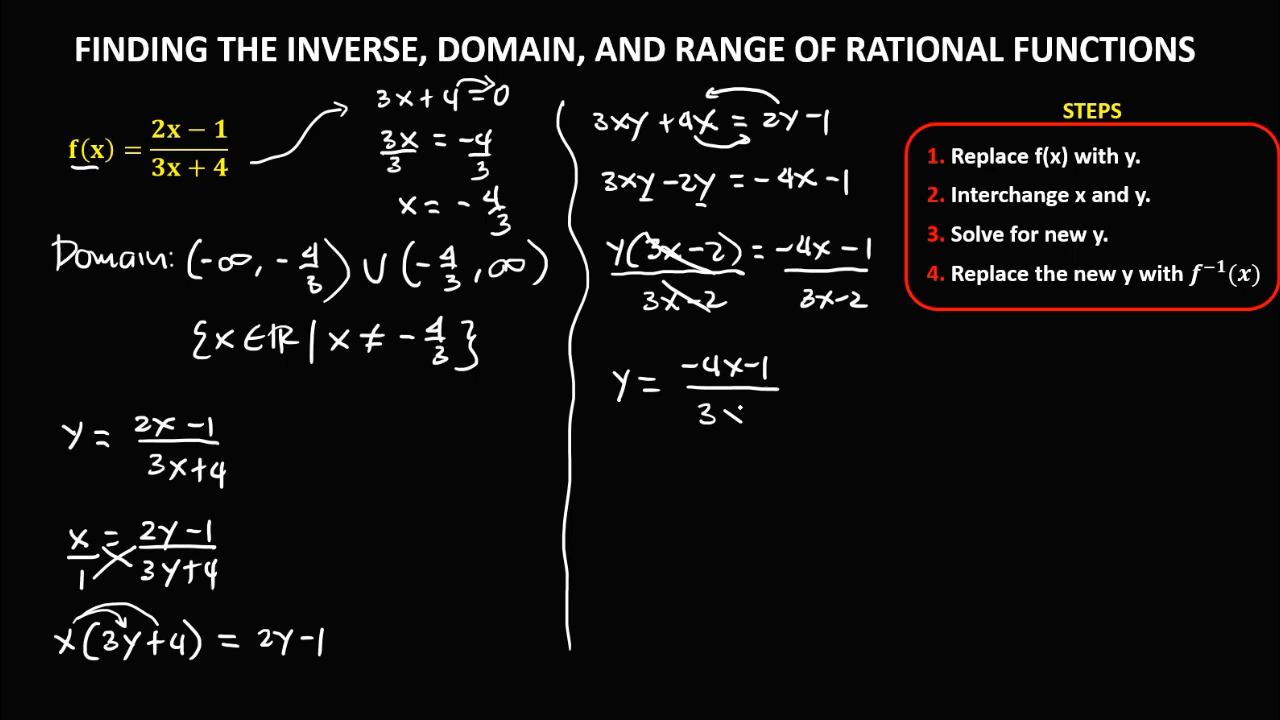 FINDING THE INVERSE, DOMAIN, AND RANGE OF RATIONAL FUNCTIONS
f(x) = (2x − 1)/(3x + 4)
3x + 4 = 0
3x/3 = -4/3
x = -4/3
Domain: (-∞, -4/3) ∪ (-4/3, ∞)
{x ∈ ℝ | x ≠ -4/3}
y = (2x - 1)/(3x + 4)
x/1 = (2y - 1)/(3y + 4)
x(3y + 4) = 2y - 1
3xy + 4x = 2y - 1
3xy - 2y = -4x - 1
y(3x - 2)/(3x - 2) = (-4x - 1)/(3x - 2)
y = (-4x - 1)/(3x
STEPS
1. Replace f(x) with y.
2. Interchange x and y.
3. Solve for new y.
4. Replace the new y with f⁻¹(x)